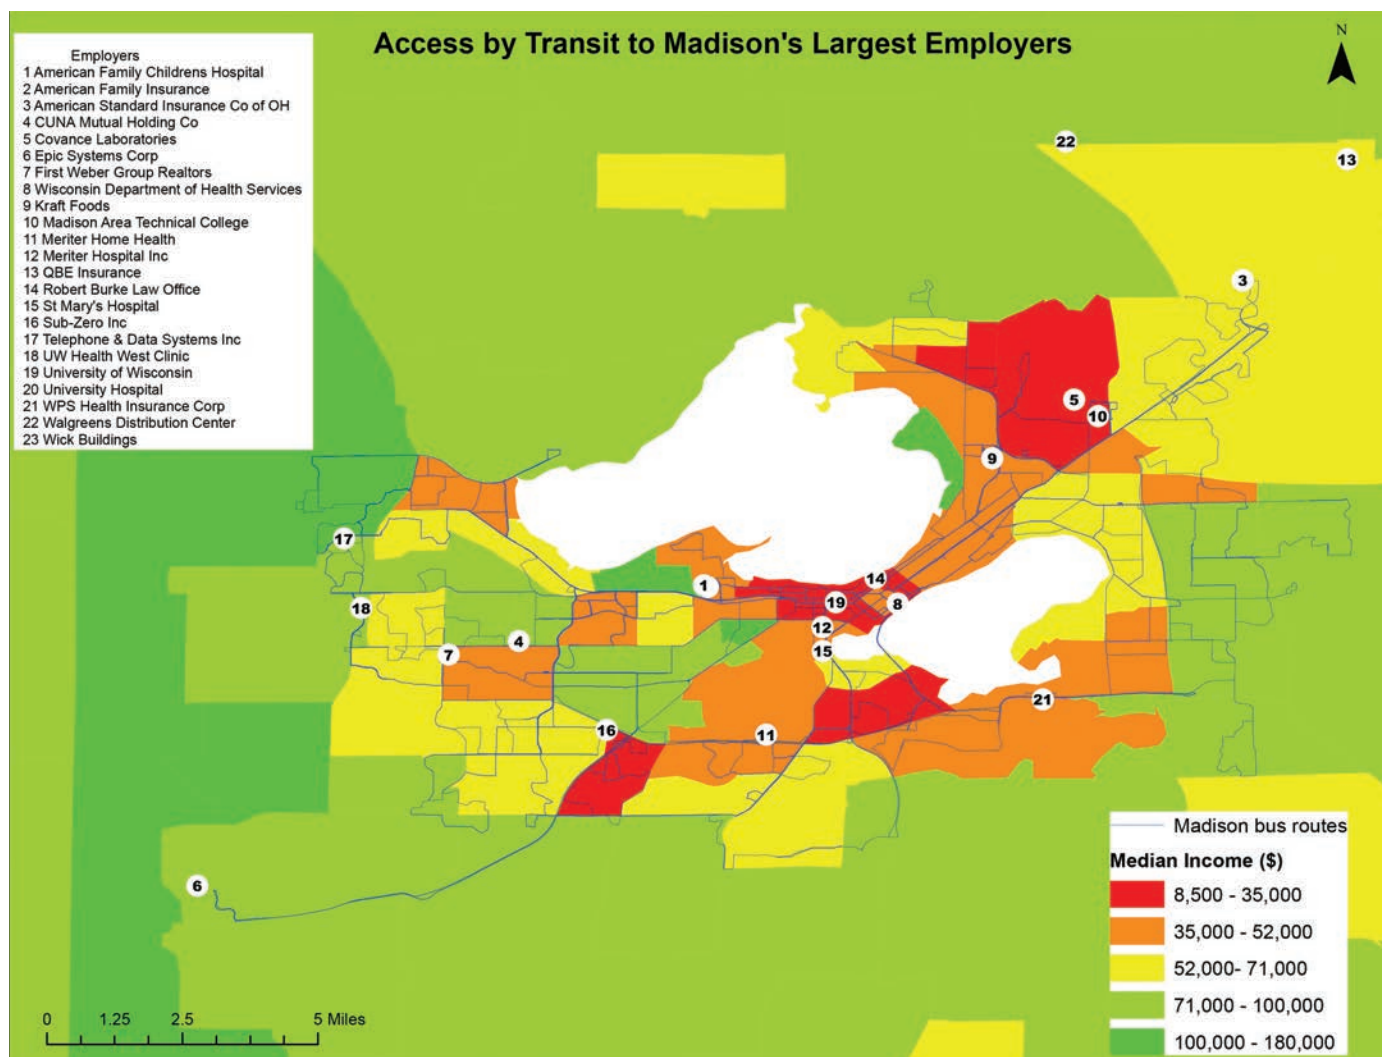 Access by Transit to Madison's Largest Employers
N
Employers
1 American Family Childrens Hospital
2 American Family Insurance
3 American Standard Insurance Co of OH
4 CUNA Mutual Holding Co
5 Covance Laboratories
6 Epic Systems Corp
7 First Weber Group Realtors
8 Wisconsin Department of Health Services
9 Kraft Foods
10 Madison Area Technical College
11 Meriter Home Health
12 Meriter Hospital Inc
13 QBE Insurance
14 Robert Burke Law Office
15 St Mary's Hospital
16 Sub-Zero Inc
17 Telephone & Data Systems Inc
18 UW Health West Clinic
19 University of Wisconsin
20 University Hospital
21 WPS Health Insurance Corp
22 Walgreens Distribution Center
23 Wick Buildings
22
13
3
5
10
9
17
1
14
18
19
8
12
4
15
7
21
16
11
6
Madison bus routes
Median Income ($)
8,500 - 35,000
35,000 - 52,000
52,000- 71,000
71,000 - 100,000
100,000 - 180,000
0 1.25 2.5 5 Miles